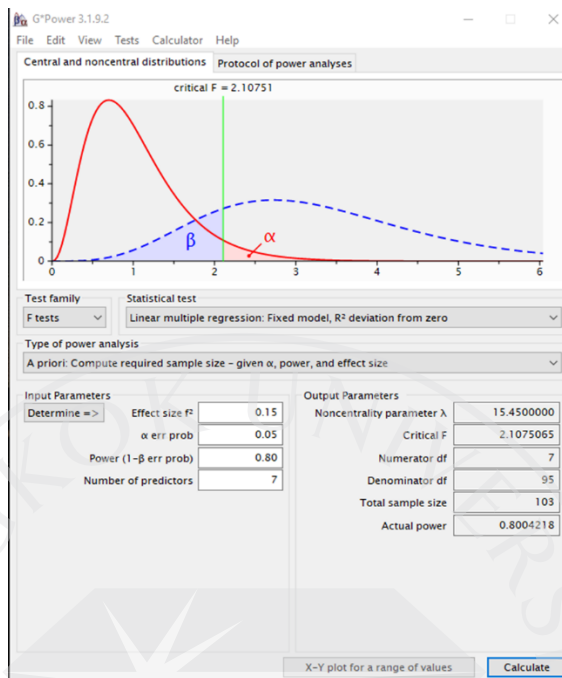 G*Power 3.1.9.2
File Edit View Tests Calculator Help
Central and noncentral distributions Protocol of power analyses
critical F = 2.10751
0.8
0.6
0.4
0.2
0
β
α
0 1 2 3 4 5 6
Test family Statistical test
F tests Linear multiple regression: Fixed model, R² deviation from zero
Type of power analysis
A priori: Compute required sample size – given α, power, and effect size
Input Parameters Output Parameters
Determine => Effect size f² 0.15 Noncentrality parameter λ 15.4500000
α err prob 0.05 Critical F 2.1075065
Power (1-β err prob) 0.80 Numerator df 7
Number of predictors 7 Denominator df 95
Total sample size 103
Actual power 0.8004218
X-Y plot for a range of values Calculate